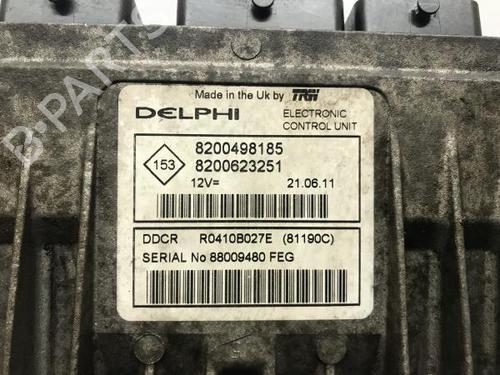 Made in the Uk by TRW
DELPHI
ELECTRONIC
CONTROL UNIT
153
8200498185
8200623251
12V=
21.06.11
DDCR R0410B027E (81190C)
SERIAL No 88009480 FEG
B-PARTS